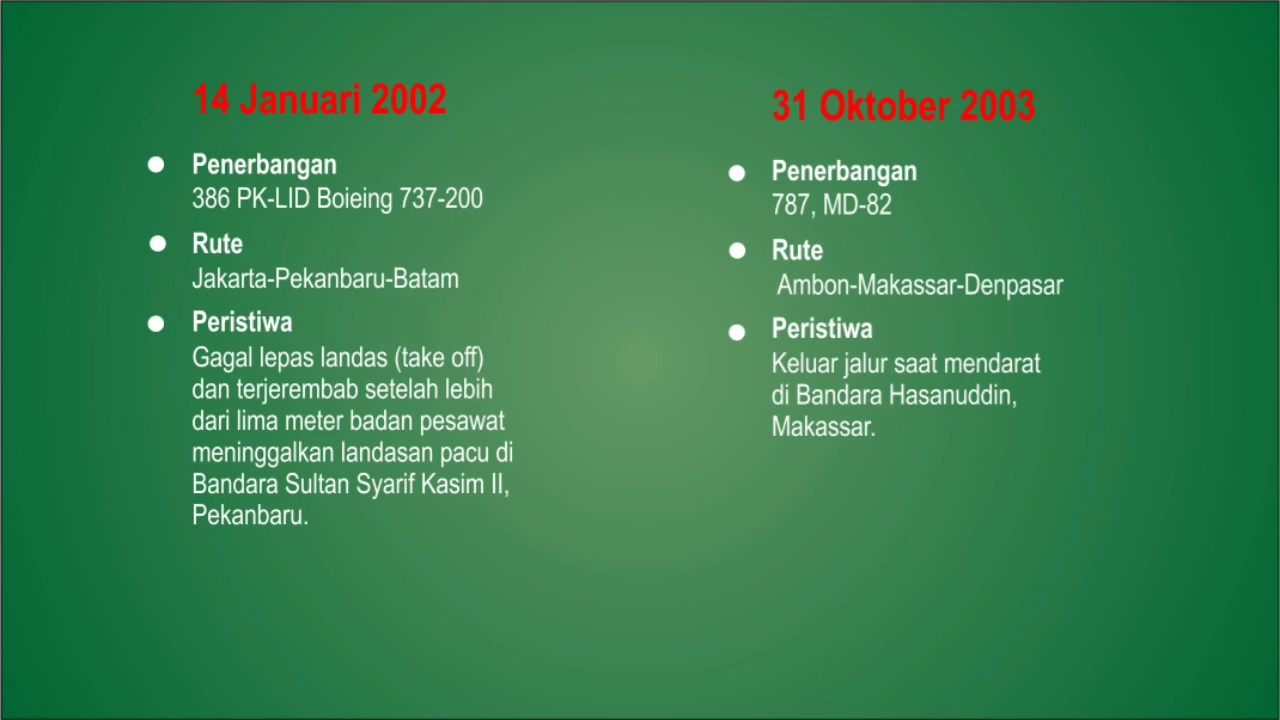 14 Januari 2002
Penerbangan
386 PK-LID Boieing 737-200
Rute
Jakarta-Pekanbaru-Batam
Peristiwa
Gagal lepas landas (take off)
dan terjerembab setelah lebih
dari lima meter badan pesawat
meninggalkan landasan pacu di
Bandara Sultan Syarif Kasim II,
Pekanbaru.
31 Oktober 2003
Penerbangan
787, MD-82
Rute
Ambon-Makassar-Denpasar
Peristiwa
Keluar jalur saat mendarat
di Bandara Hasanuddin,
Makassar.